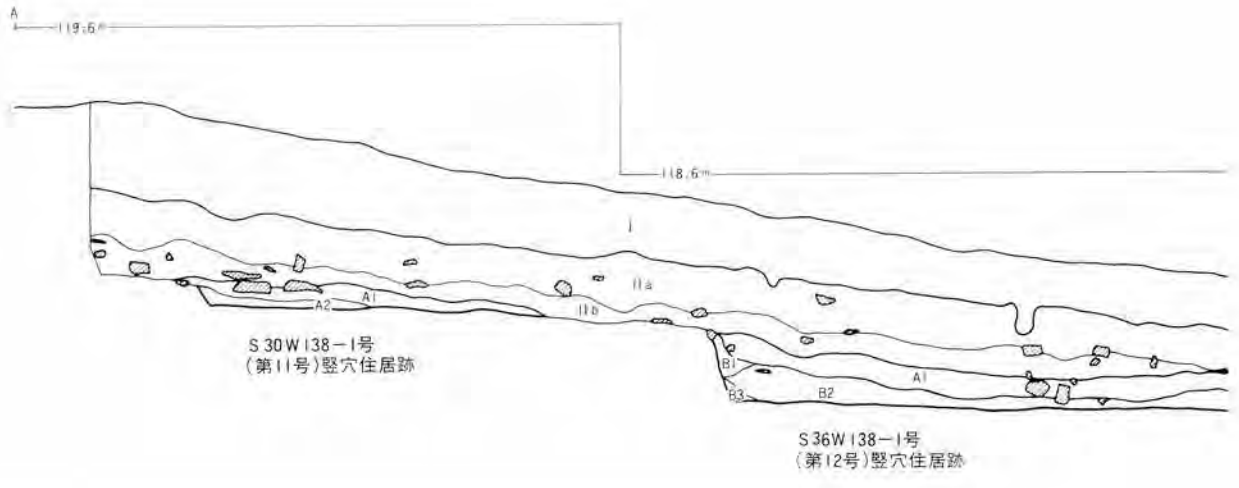 A
119.6m
118.6m
I
IIa
IIb
A1
A2
S30W138-1号
(第11号)竪穴住居跡
B1
A1
B3
B2
S36W138-1号
(第12号)竪穴住居跡